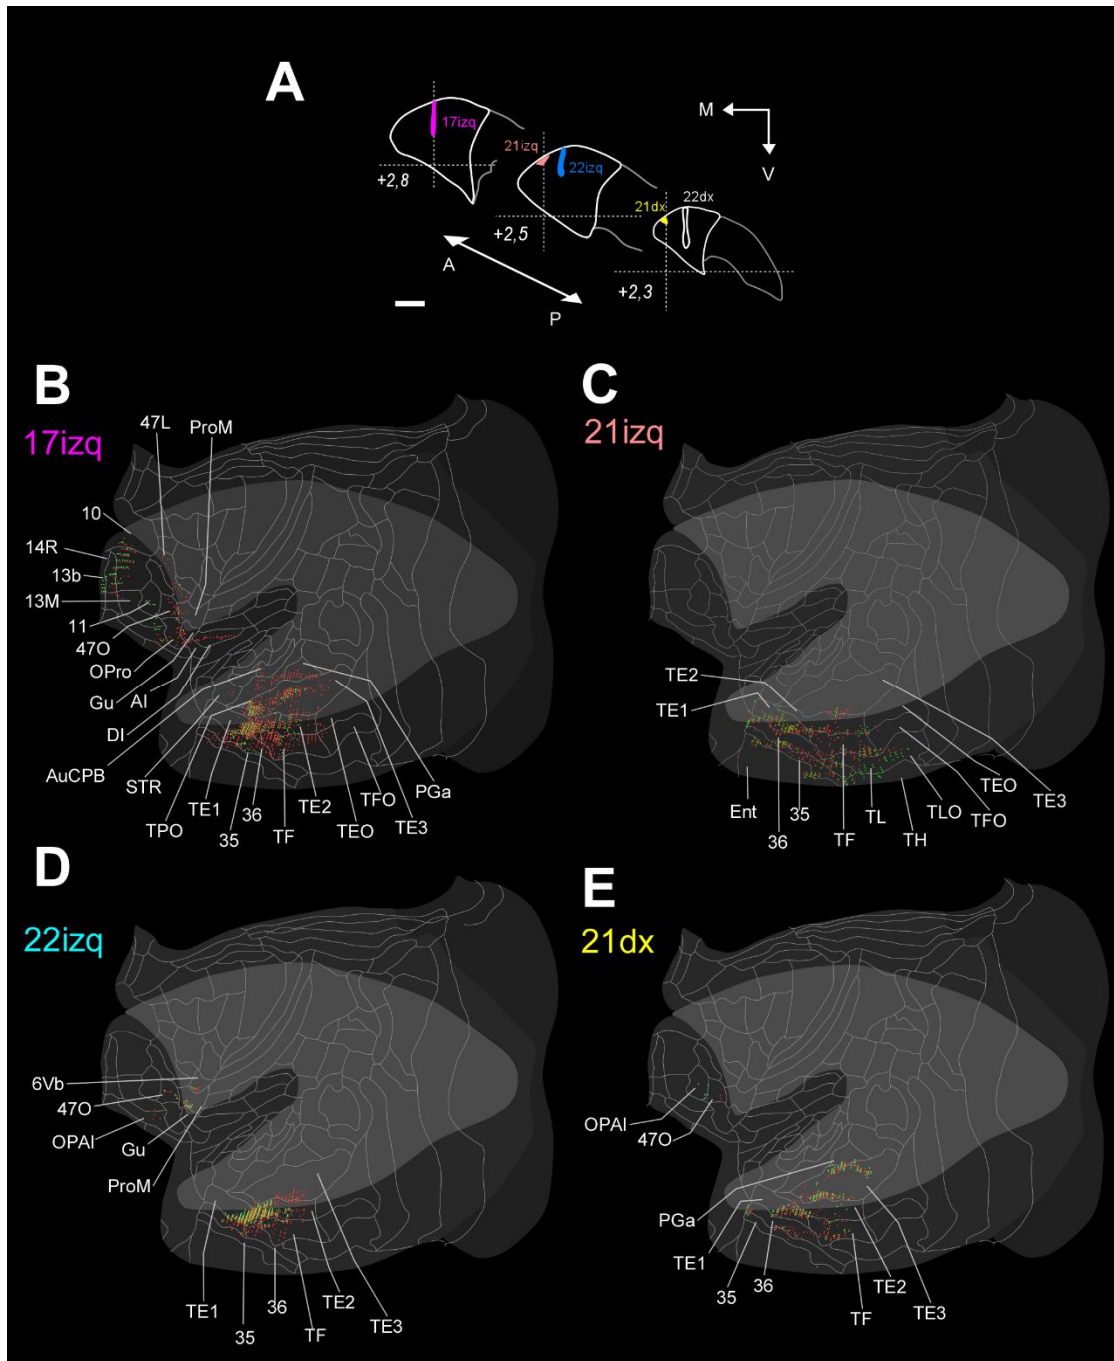 A
17izq
M
V
21izq
22izq
+2,8
21dx
22dx
+2,5
A
+2,3
P
B
17izq
47L
ProM
10
14R
13b
13M
11
47O
OPro
Gu
AI
DI
AuCPB
STR
TPO
TE1
35
36
TF
TE2
TEO
TFO
TE3
PGa
C
21izq
TE2
TE1
Ent
36
35
TF
TL
TH
TLO
TFO
TEO
TE3
D
22izq
6Vb
47O
OPAl
Gu
ProM
TE1
35
36
TF
TE2
TE3
E
21dx
OPAl
47O
PGa
TE1
35
36
TF
TE2
TE3